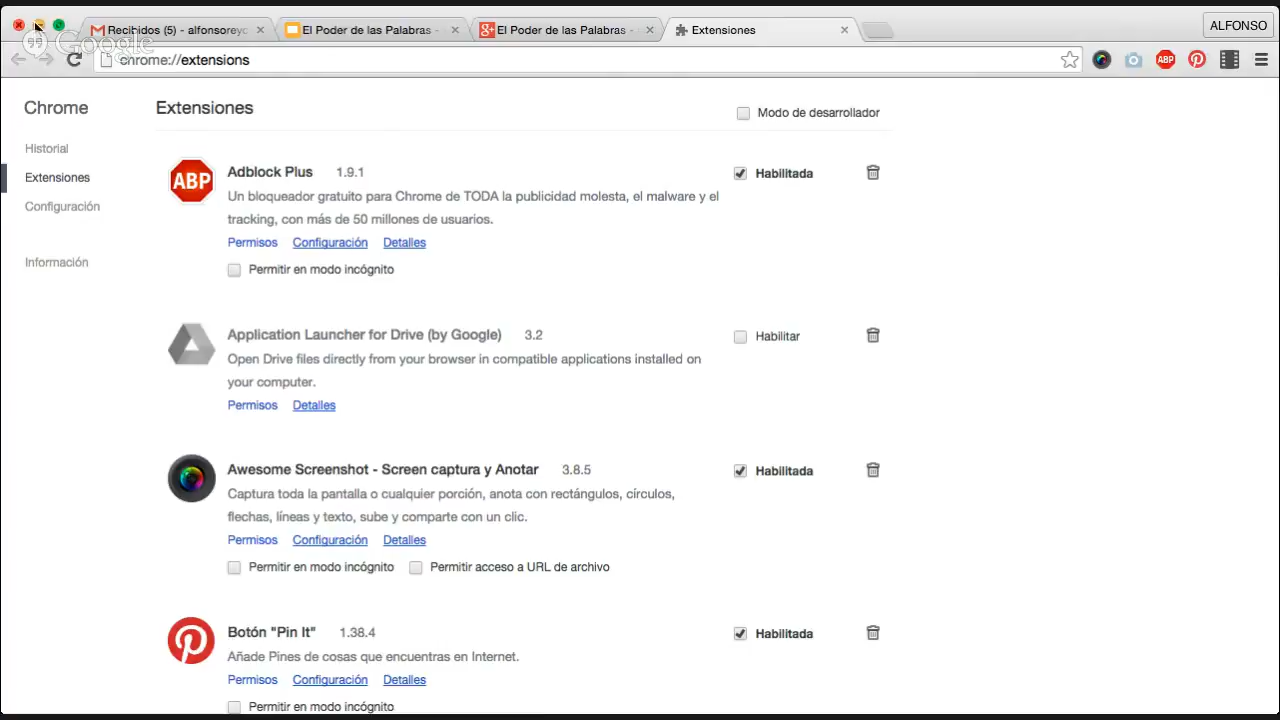 Recibidos (5) - alfonsoreyc
El Poder de las Palabras -
El Poder de las Palabras -
Extensiones
ALFONSO
Google
chrome://extensions
ABP
Chrome
Extensiones
Modo de desarrollador
Historial
Extensiones
Configuración
Información
ABP
Adblock Plus 1.9.1
Habilitada
Un bloqueador gratuito para Chrome de TODA la publicidad molesta, el malware y el
tracking, con más de 50 millones de usuarios.
Permisos Configuración Detalles
Permitir en modo incógnito
Application Launcher for Drive (by Google) 3.2
Habilitar
Open Drive files directly from your browser in compatible applications installed on
your computer.
Permisos Detalles
Awesome Screenshot - Screen captura y Anotar 3.8.5
Habilitada
Captura toda la pantalla o cualquier porción, anota con rectángulos, círculos,
flechas, líneas y texto, sube y comparte con un clic.
Permisos Configuración Detalles
Permitir en modo incógnito Permitir acceso a URL de archivo
Botón "Pin It" 1.38.4
Habilitada
Añade Pines de cosas que encuentras en Internet.
Permisos Configuración Detalles
Permitir en modo incógnito